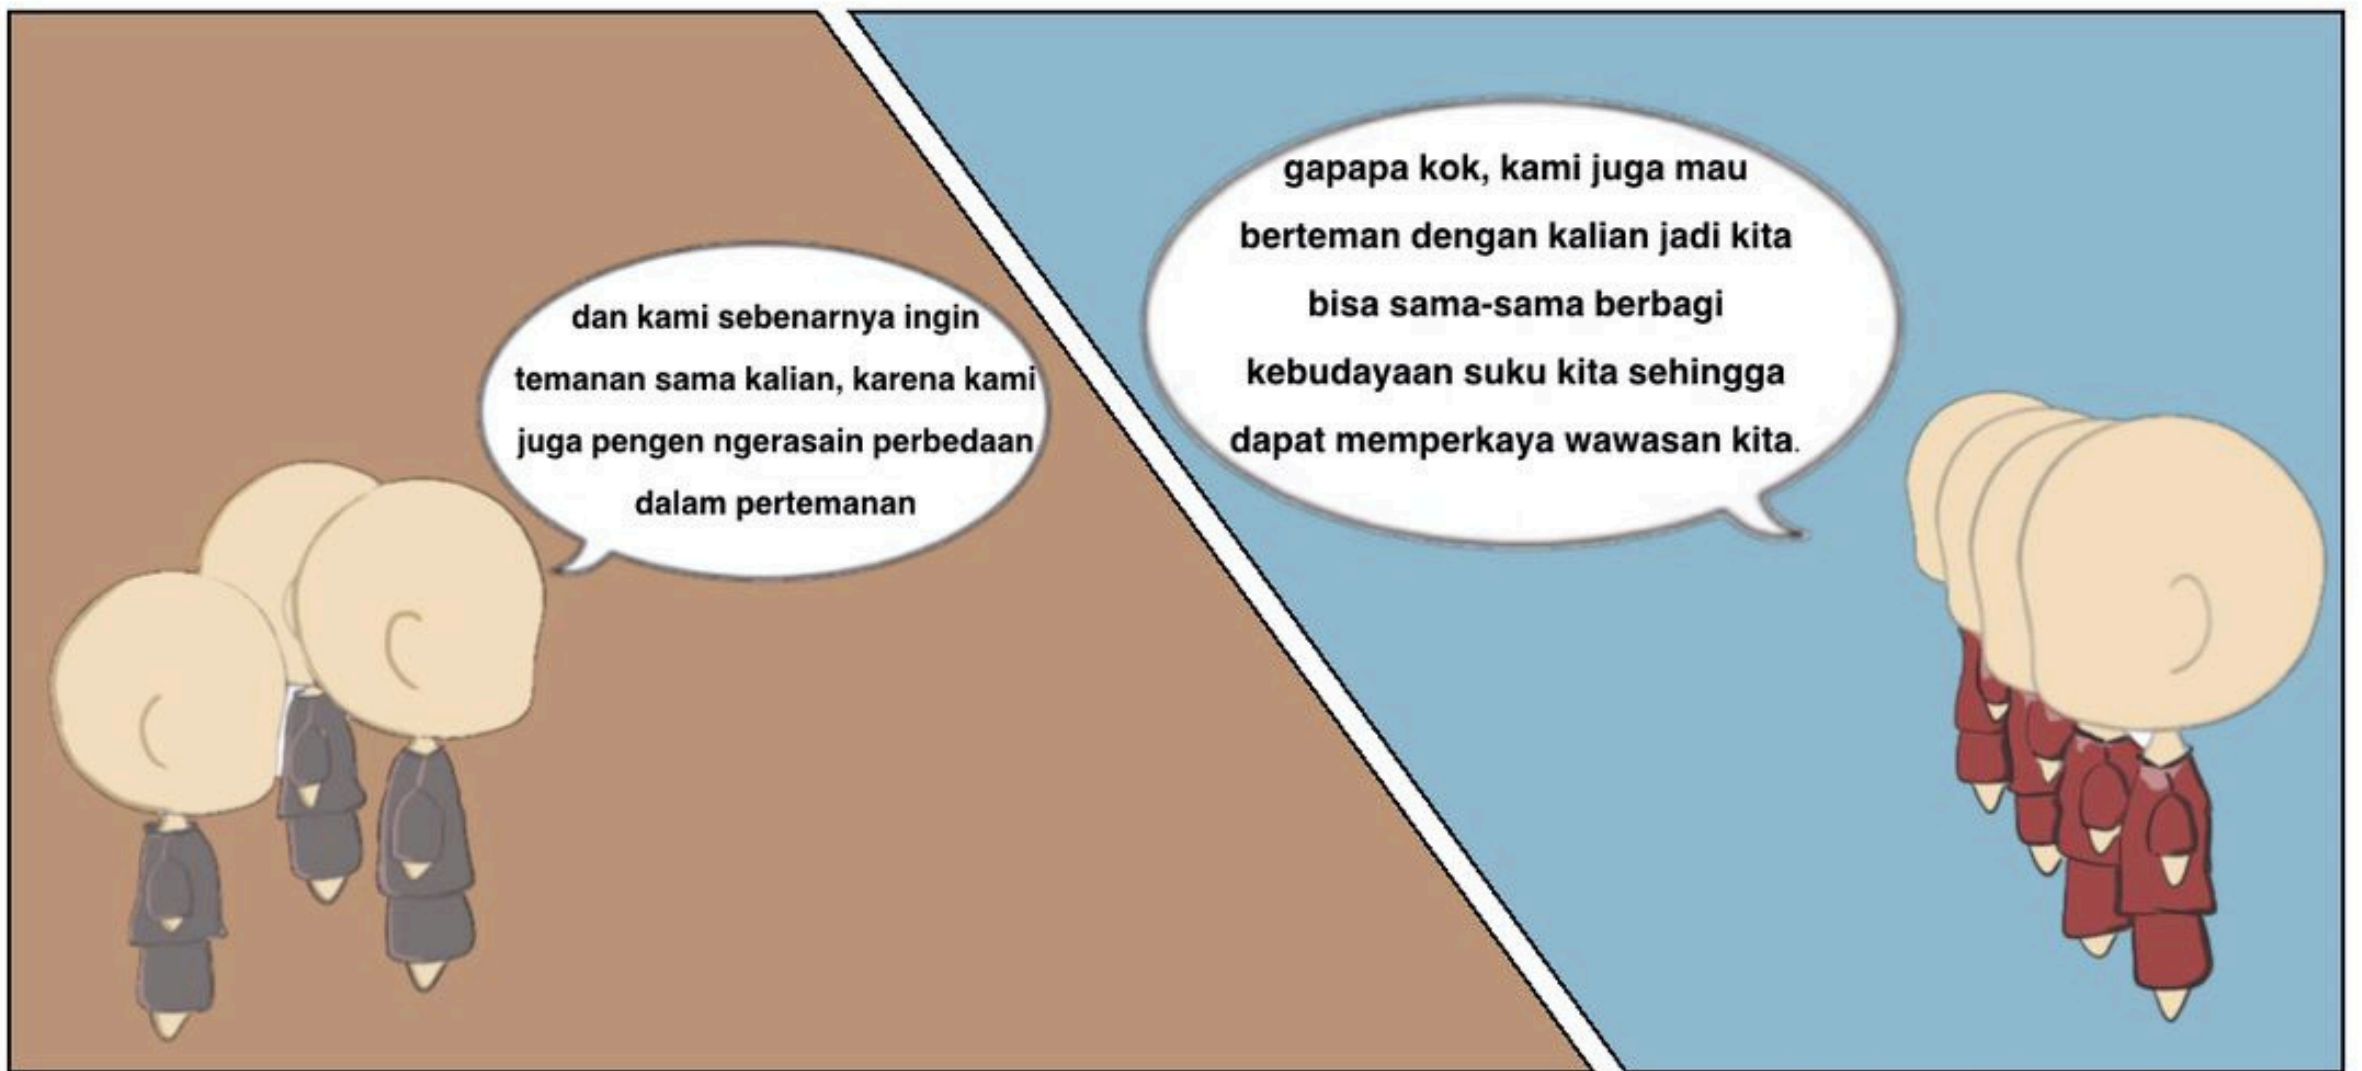 dan kami sebenarnya ingin
temanan sama kalian, karena kami
juga pengen ngerasain perbedaan
dalam pertemanan
gapapa kok, kami juga mau
berteman dengan kalian jadi kita
bisa sama-sama berbagi
kebudayaan suku kita sehingga
dapat memperkaya wawasan kita.